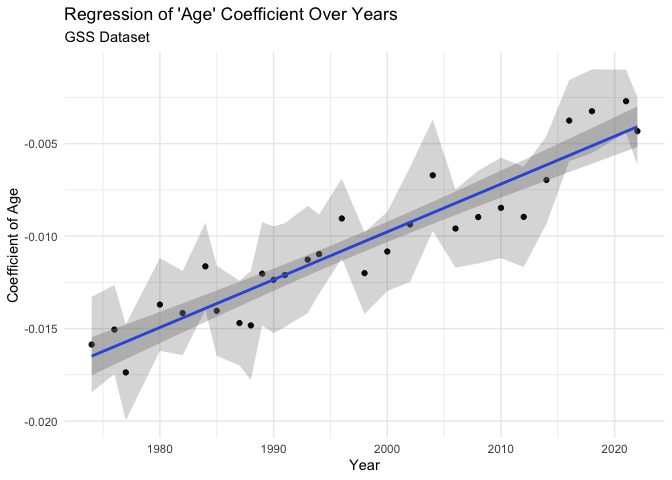 Regression of 'Age' Coefficient Over Years
GSS Dataset
Coefficient of Age
-0.005
-0.010
-0.015
-0.020
1980 1990 2000 2010 2020
Year